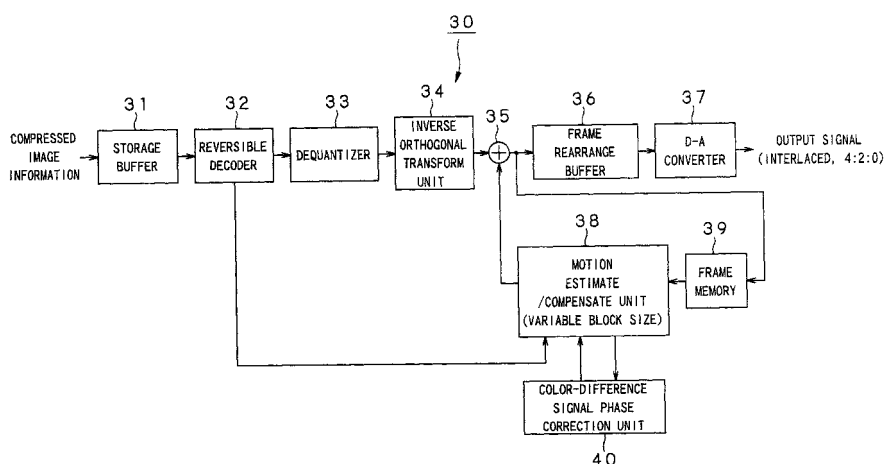 30
31
32
33
34
35
36
37
COMPRESSED
IMAGE
INFORMATION
STORAGE
BUFFER
REVERSIBLE
DECODER
DEQUANTIZER
INVERSE
ORTHOGONAL
TRANSFORM
UNIT
FRAME
REARRANGE
BUFFER
D-A
CONVERTER
OUTPUT SIGNAL
(INTERLACED, 4:2:0)
38
MOTION
ESTIMATE
/COMPENSATE UNIT
(VARIABLE BLOCK SIZE)
39
FRAME
MEMORY
COLOR-DIFFERENCE
SIGNAL PHASE
CORRECTION UNIT
40